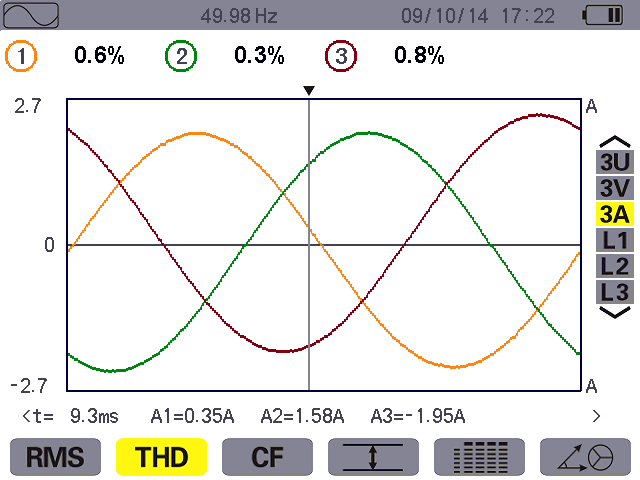 49.98 Hz 09/10/14 17:22
1 0.6% 2 0.3% 3 0.8%
2.7 A
3U
3V
3A
0 L1
L2
L3
-2.7 A
<t= 9.3ms A1=0.35A A2=1.58A A3=-1.95A >
RMS THD CF